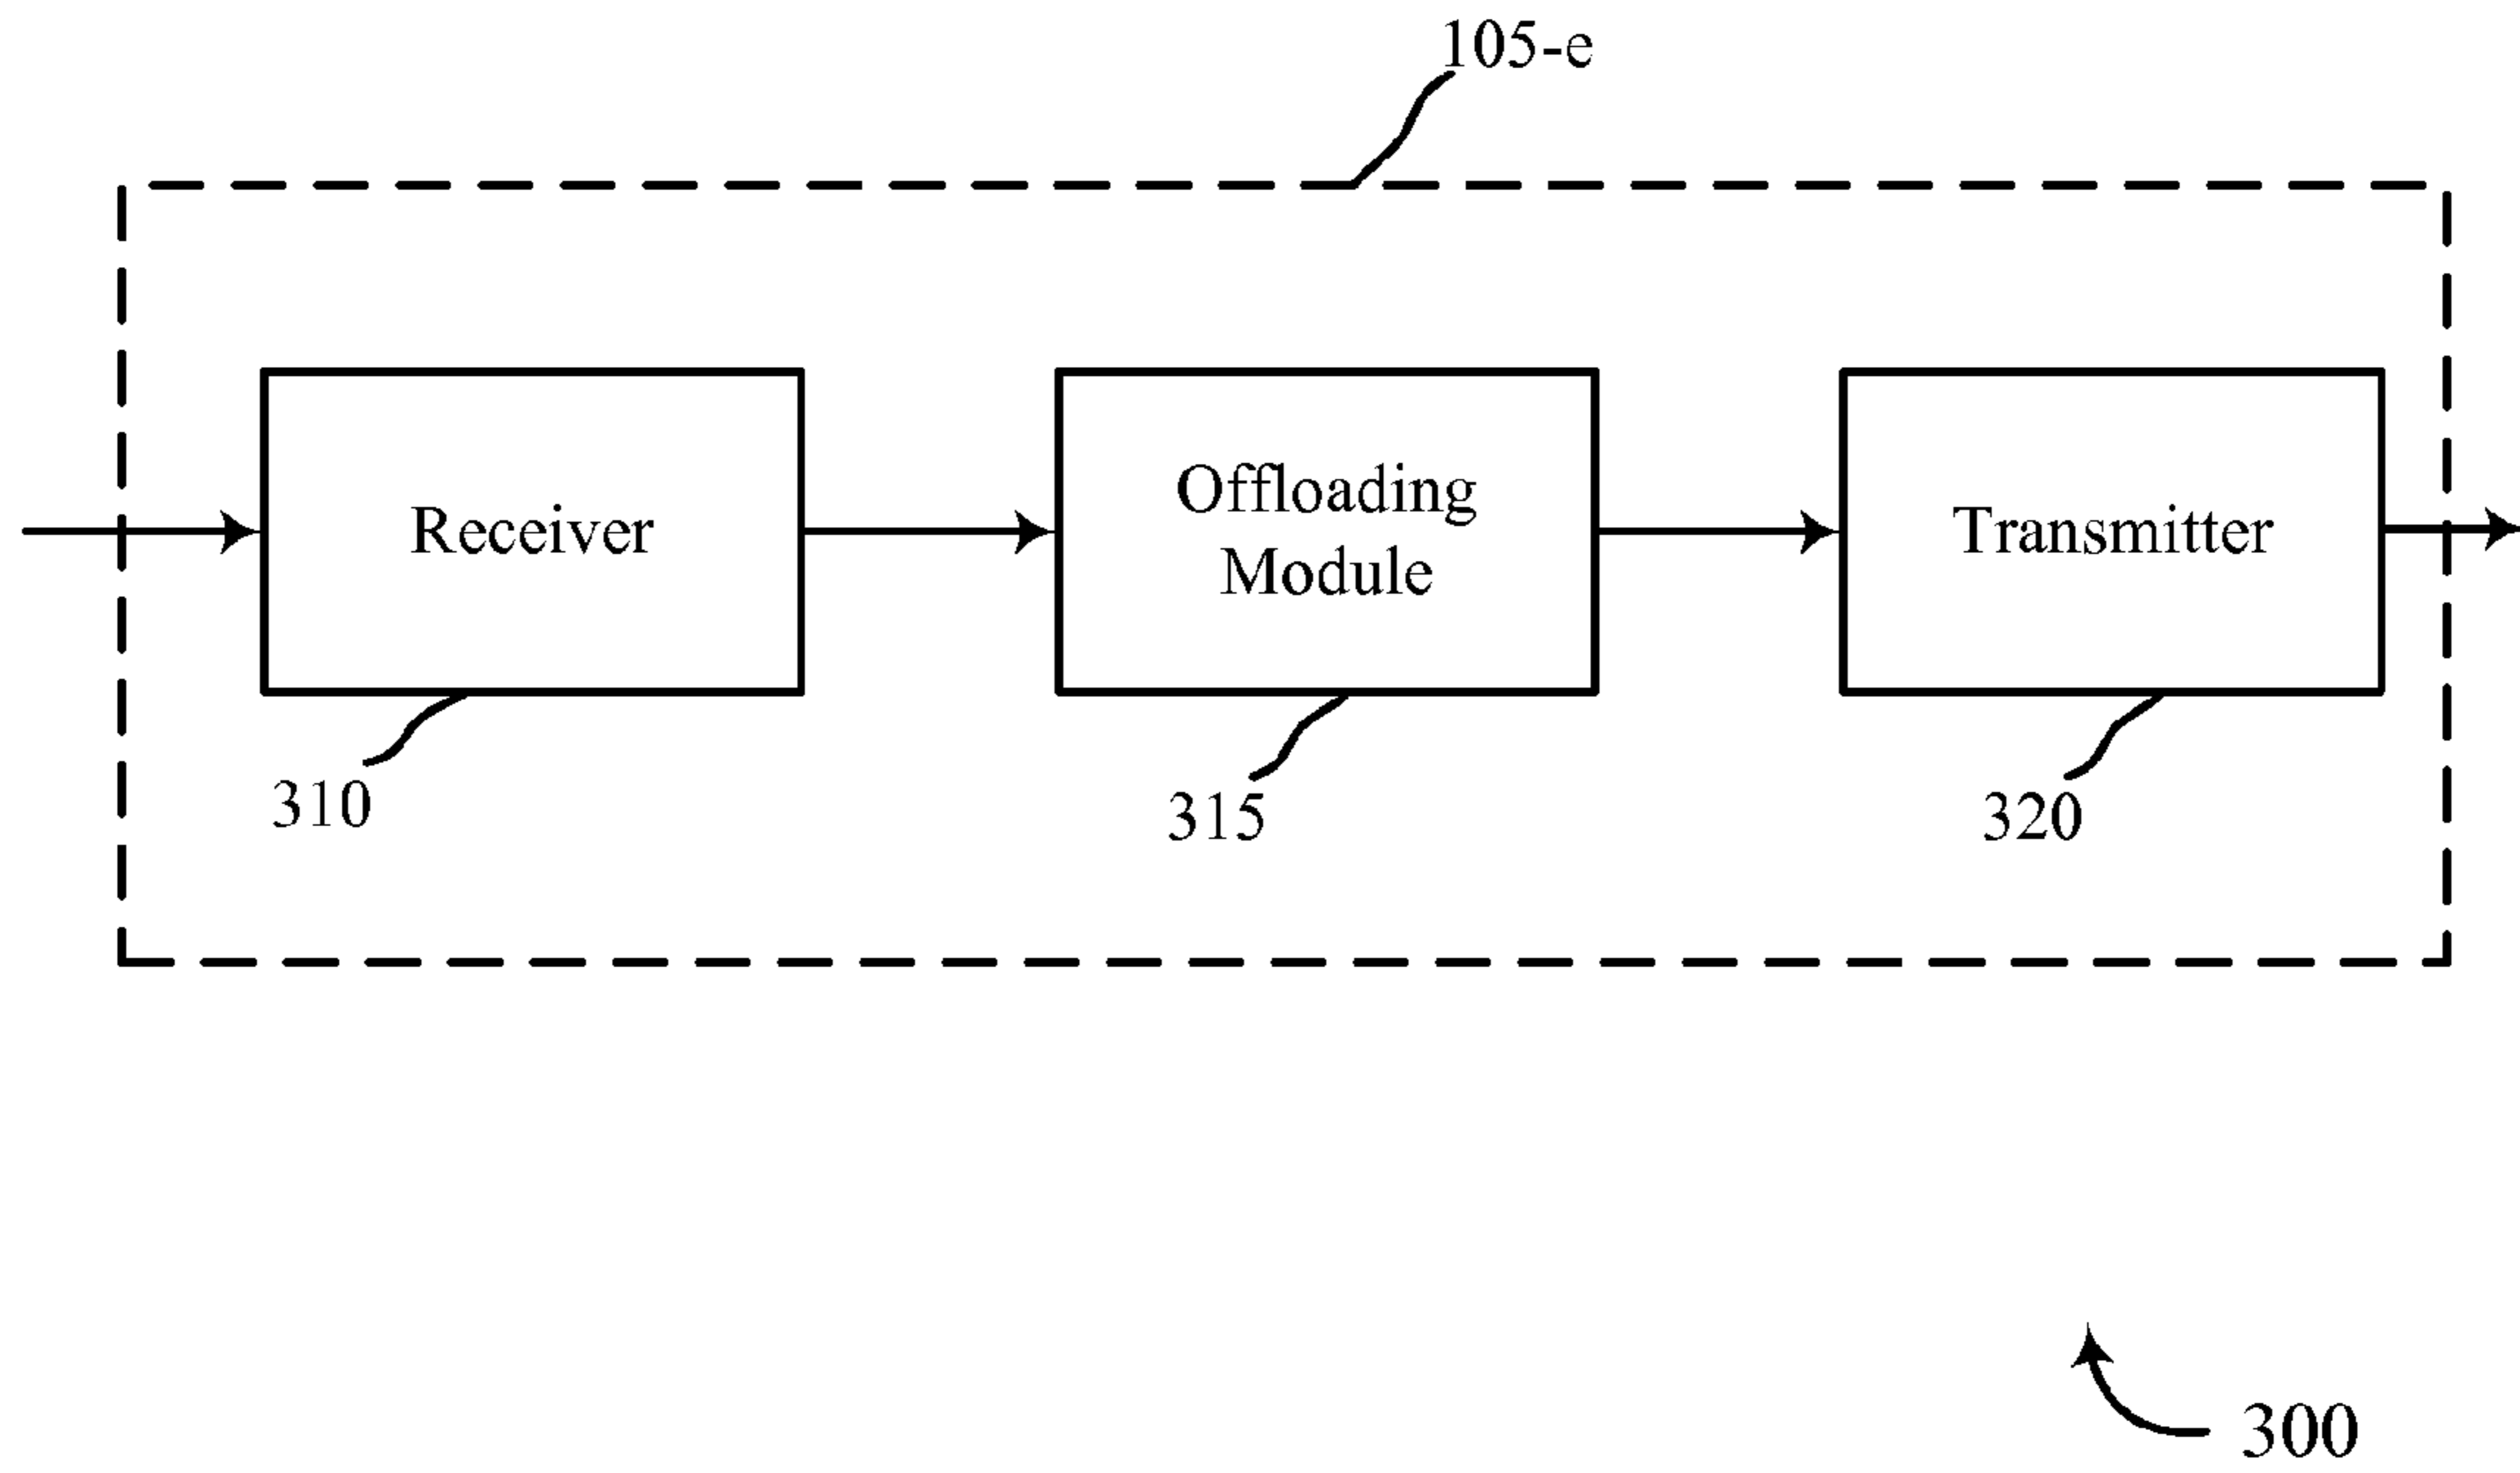 105-e
Receiver
Offloading
Module
Transmitter
310
315
320
300